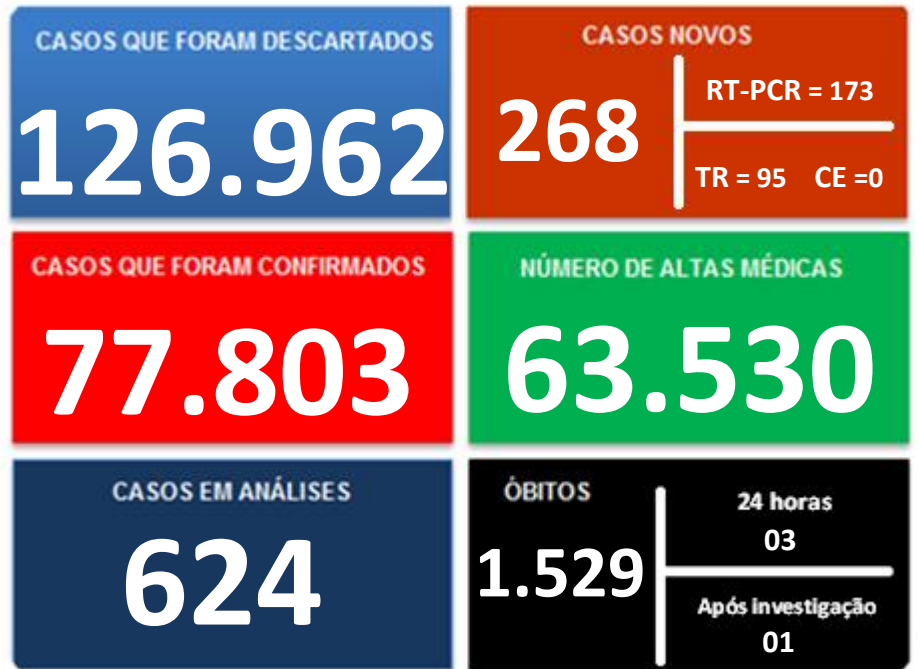 CASOS QUE FORAM DESCARTADOS
126.962
CASOS NOVOS
268
RT-PCR = 173
TR = 95 CE =0
CASOS QUE FORAM CONFIRMADOS
77.803
NÚMERO DE ALTAS MÉDICAS
63.530
CASOS EM ANÁLISES
624
ÓBITOS
1.529
24 horas
03
Após investigação
01